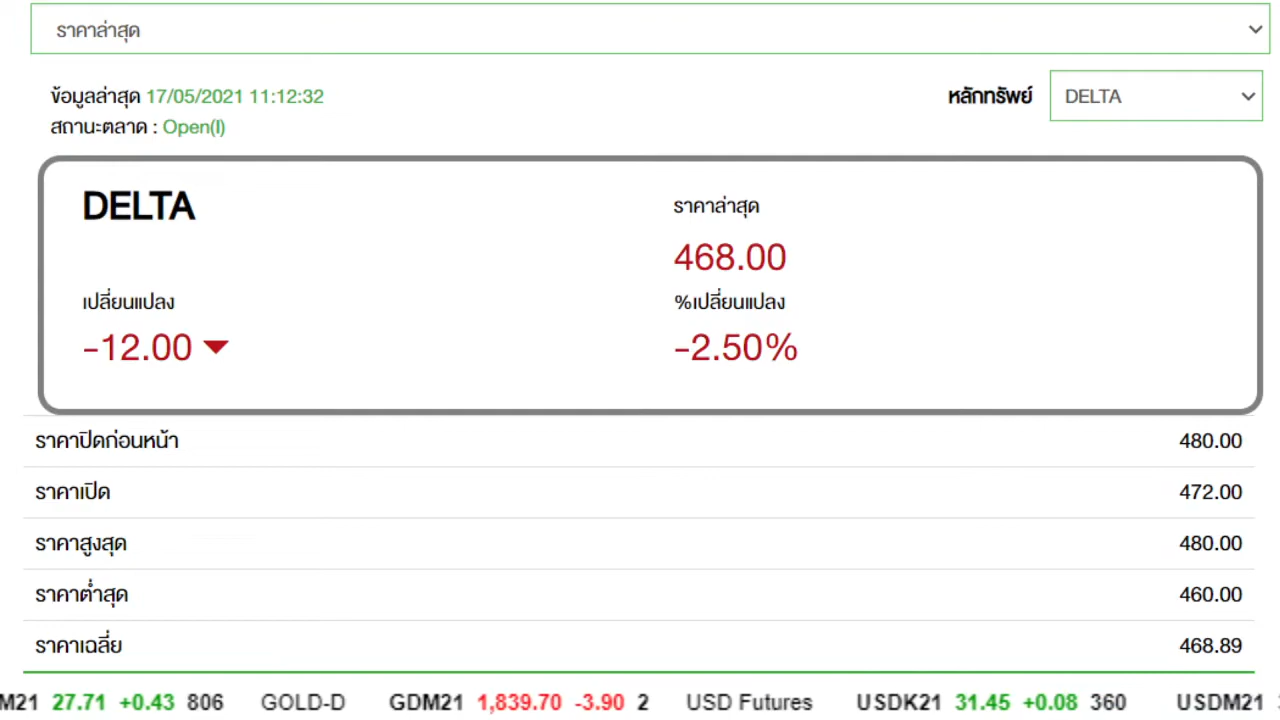 ราคาล่าสุด
ข้อมูลล่าสุด 17/05/2021 11:12:32
หลักทรัพย์ DELTA
สถานะตลาด : Open(I)
DELTA
ราคาล่าสุด
468.00
เปลี่ยนแปลง
%เปลี่ยนแปลง
-12.00
-2.50%
ราคาปิดก่อนหน้า 480.00
ราคาเปิด 472.00
ราคาสูงสุด 480.00
ราคาต่ำสุด 460.00
ราคาเฉลี่ย 468.89
M21 27.71 +0.43 806 GOLD-D GDM21 1,839.70 -3.90 2 USD Futures USDK21 31.45 +0.08 360 USDM21